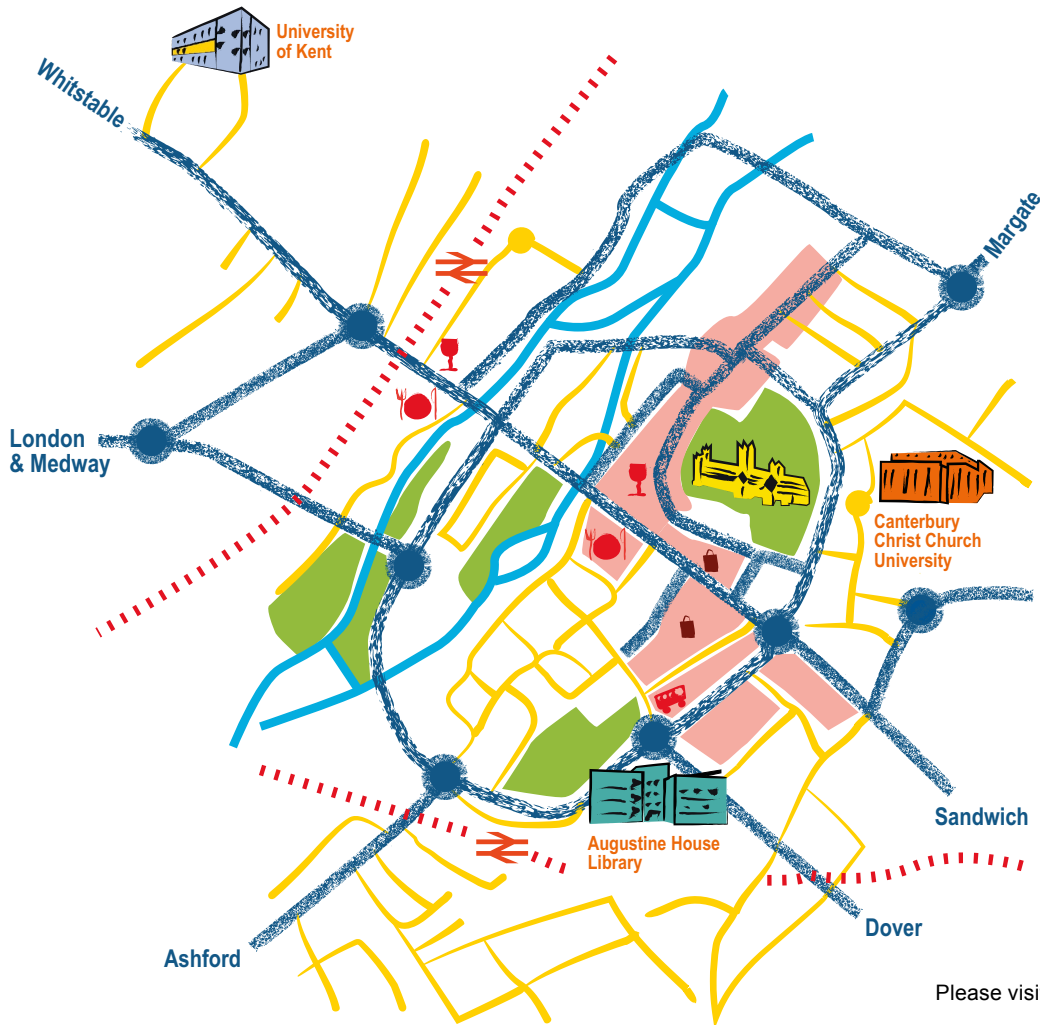 University
of Kent
Whitstable
Margate
London
& Medway
Canterbury
Christ Church
University
Sandwich
Augustine House
Library
Dover
Ashford
Please visi